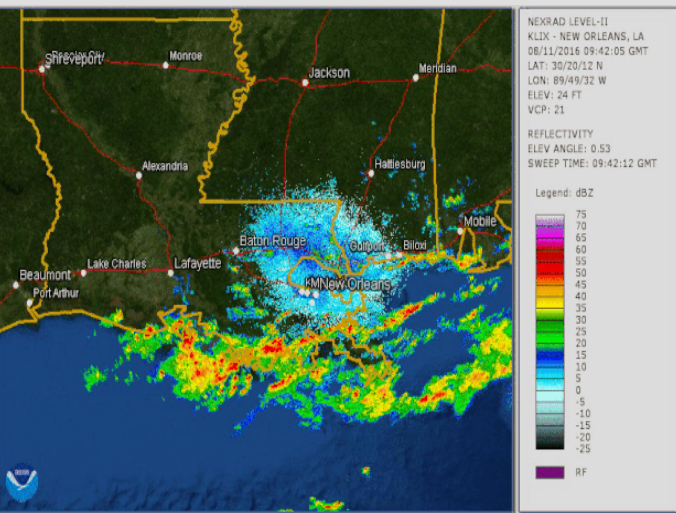 Bossier City
Shreveport
Monroe
Jackson
Meridian
Alexandria
Hattiesburg
Mobile
Baton Rouge
Gulfport
Biloxi
Lake Charles
Lafayette
Beaumont
Port Arthur
New Orleans
NEXRAD LEVEL-II
KLIX - NEW ORLEANS, LA
08/11/2016 09:42:05 GMT
LAT: 30/20/12 N
LON: 89/49/32 W
ELEV: 24 FT
VCP: 21
REFLECTIVITY
ELEV ANGLE: 0.53
SWEEP TIME: 09:42:12 GMT
Legend: dBZ
75
70
65
60
55
50
45
40
35
30
25
20
15
10
5
0
-5
-10
-15
-20
-25
RF